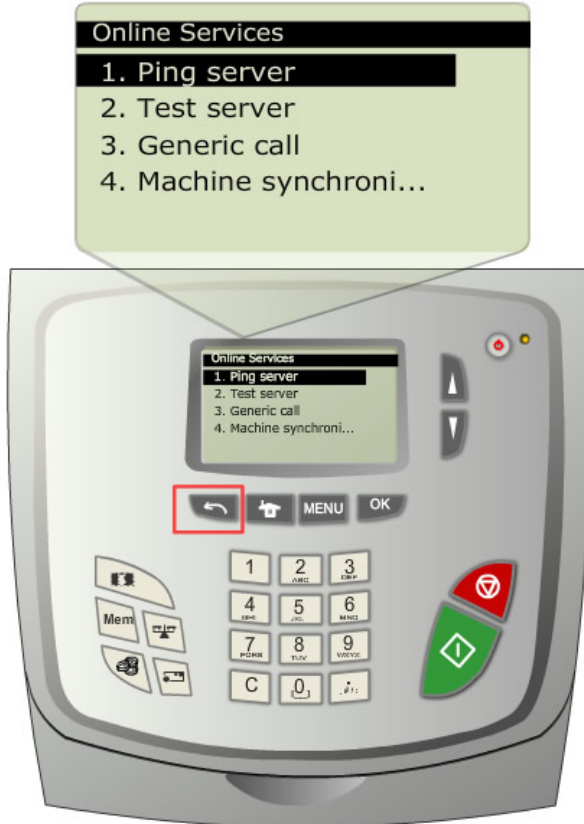 Online Services
1. Ping server
2. Test server
3. Generic call
4. Machine synchroni...
Online Services
1. Ping server
2. Test server
3. Generic call
4. Machine synchroni...
MENU
OK
1
2
ABC
3
DEF
Mem
4
GHI
5
JKL
6
MNO
7
PQRS
8
TUV
9
WXYZ
C
0